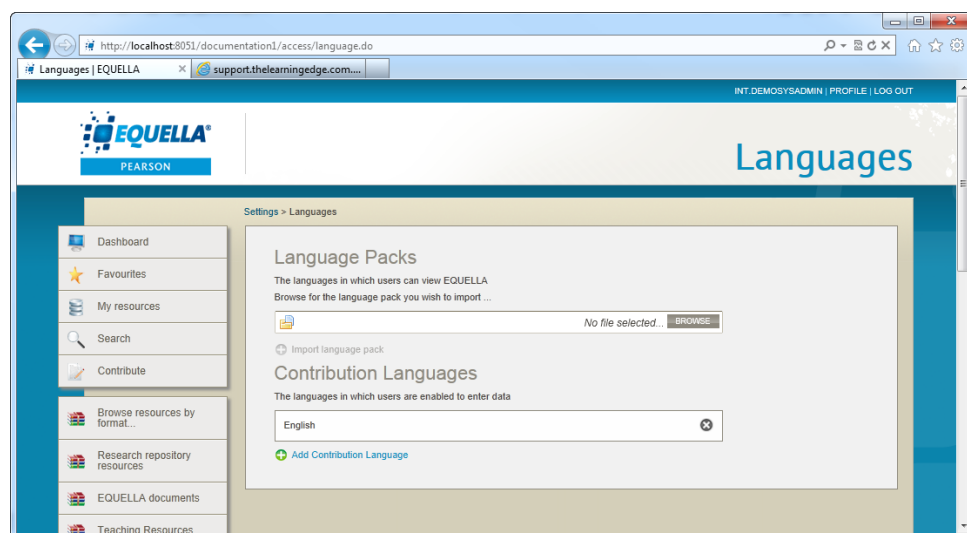 http://localhost:8051/documentation1/access/language.do
Languages | EQUELLA
support.thelearningedge.com....
INT.DEMOSYSADMIN | PROFILE | LOG OUT
EQUELLA®
PEARSON
Languages
Settings > Languages
Dashboard
Favourites
My resources
Search
Contribute
Browse resources by
format...
Research repository
resources
EQUELLA documents
Teaching Resources
Language Packs
The languages in which users can view EQUELLA
Browse for the language pack you wish to import ...
No file selected... BROWSE
Import language pack
Contribution Languages
The languages in which users are enabled to enter data
English
Add Contribution Language